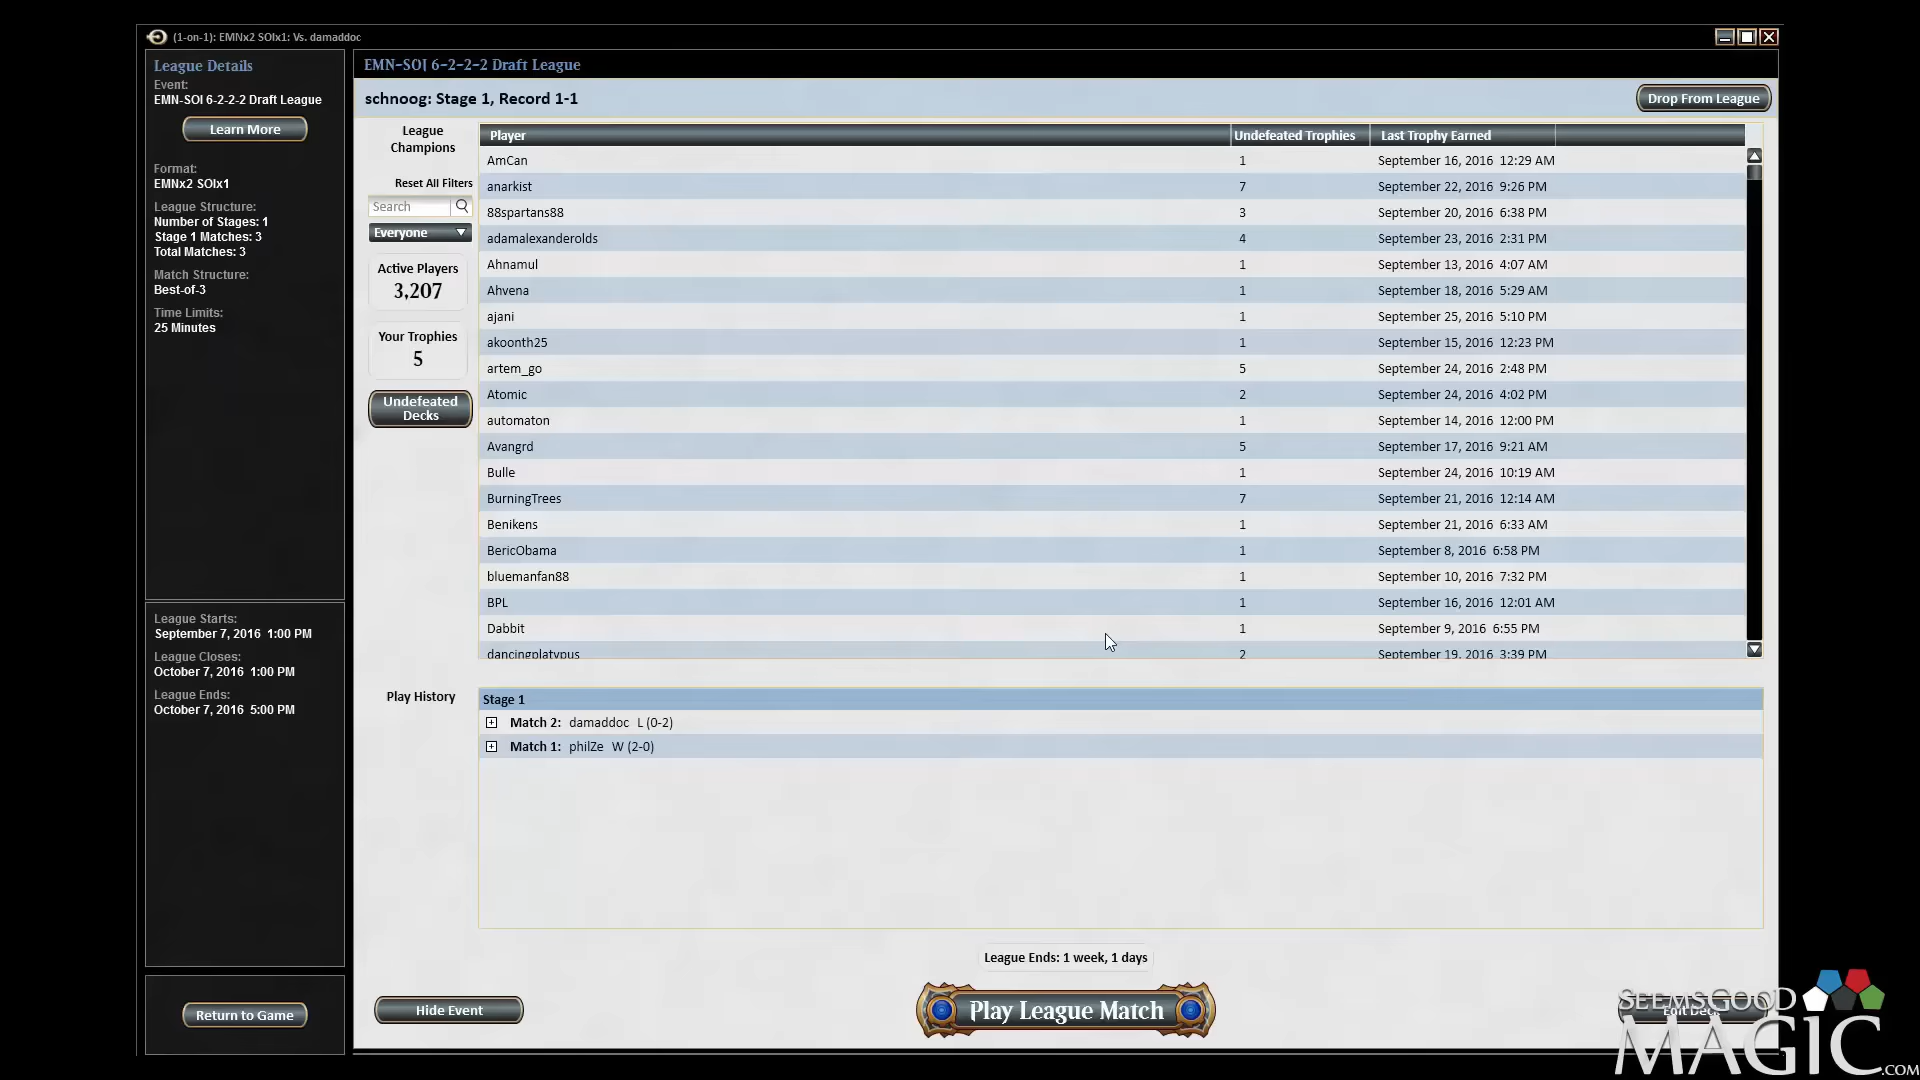 (1-on-1): EMNx2 SOIx1: Vs. damaddoc
League Details
Event:
EMN-SOI 6-2-2-2 Draft League
Learn More
Format:
EMNx2 SOIx1
League Structure:
Number of Stages: 1
Stage 1 Matches: 3
Total Matches: 3
Match Structure:
Best-of-3
Time Limits:
25 Minutes
League Starts:
September 7, 2016 1:00 PM
League Closes:
October 7, 2016 1:00 PM
League Ends:
October 7, 2016 5:00 PM
Return to Game
EMN-SOI 6-2-2-2 Draft League
schnoog: Stage 1, Record 1-1
Drop From League
League
Champions
Reset All Filters
Search
Everyone
Active Players
3,207
Your Trophies
5
Undefeated
Decks
Player Undefeated Trophies Last Trophy Earned
AmCan 1 September 16, 2016 12:29 AM
anarkist 7 September 22, 2016 9:26 PM
88spartans88 3 September 20, 2016 6:38 PM
adamalexanderolds 4 September 23, 2016 2:31 PM
Ahnamul 1 September 13, 2016 4:07 AM
Ahvena 1 September 18, 2016 5:29 AM
ajani 1 September 25, 2016 5:10 PM
akoonth25 1 September 15, 2016 12:23 PM
artem_go 5 September 24, 2016 2:48 PM
Atomic 2 September 24, 2016 4:02 PM
automaton 1 September 14, 2016 12:00 PM
Avangrd 5 September 17, 2016 9:21 AM
Bulle 1 September 24, 2016 10:19 AM
BurningTrees 7 September 21, 2016 12:14 AM
Benikens 1 September 21, 2016 6:33 AM
BericObama 1 September 8, 2016 6:58 PM
bluemanfan88 1 September 10, 2016 7:32 PM
BPL 1 September 16, 2016 12:01 AM
Dabbit 1 September 9, 2016 6:55 PM
dancingplatypus 2 September 19, 2016 3:39 PM
Play History
Stage 1
Match 2: damaddoc L (0-2)
Match 1: philZe W (2-0)
League Ends: 1 week, 1 days
Hide Event
Play League Match
Edit Deck
SEEMSGOOD
MAGIC.COM